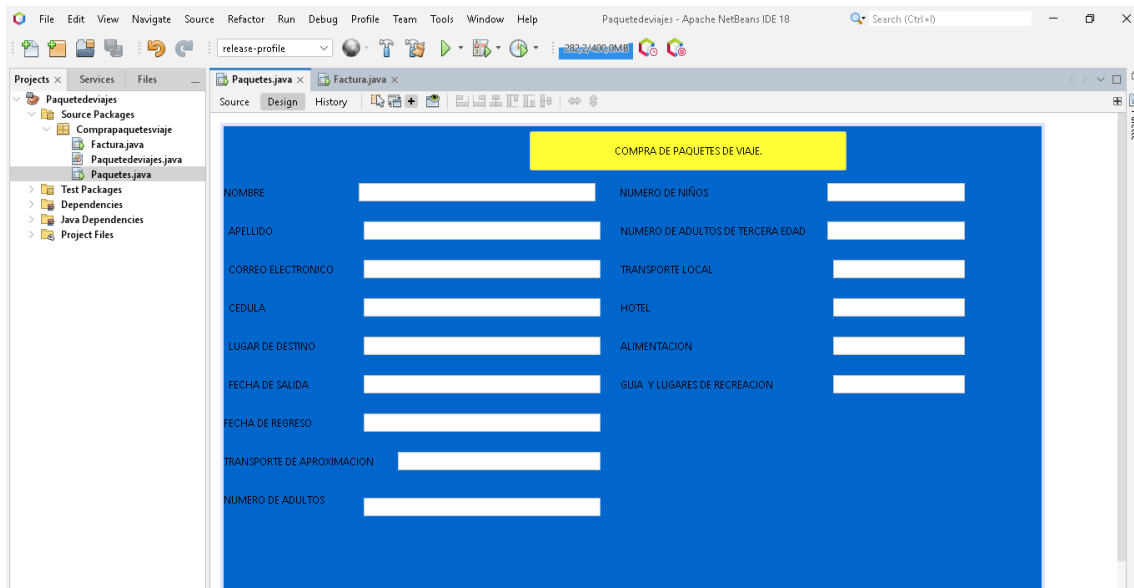 File Edit View Navigate Source Refactor Run Debug Profile Team Tools Window Help
Paquetedeviajes - Apache NetBeans IDE 18
Search (Ctrl+I)
release-profile
282,2/400,0MB
Projects
Services
Files
Paquetes.java
Factura.java
Source
Design
History
Paquetedeviajes
Source Packages
Comprapaquetesviaje
Factura.java
Paquetedeviajes.java
Paquetes.java
Test Packages
Dependencies
Java Dependencies
Project Files
COMPRA DE PAQUETES DE VIAJE.
NOMBRE
NUMERO DE NIÑOS
APELLIDO
NUMERO DE ADULTOS DE TERCERA EDAD
CORREO ELECTRONICO
TRANSPORTE LOCAL
CEDULA
HOTEL
LUGAR DE DESTINO
ALIMENTACION
FECHA DE SALIDA
GUIA Y LUGARES DE RECREACION
FECHA DE REGRESO
TRANSPORTE DE APROXIMACION
NUMERO DE ADULTOS